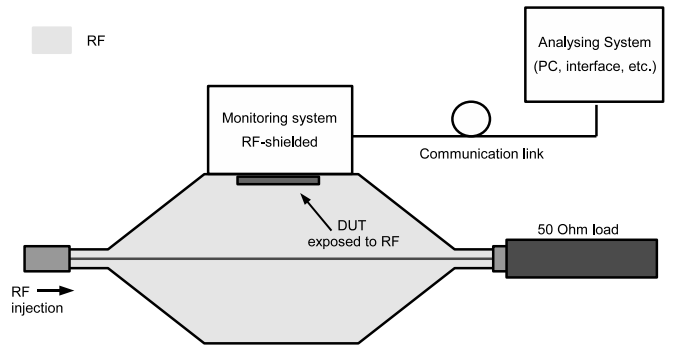 RF
Analysing System
(PC, interface, etc.)
Monitoring system
RF-shielded
Communication link
DUT
exposed to RF
50 Ohm load
RF
injection